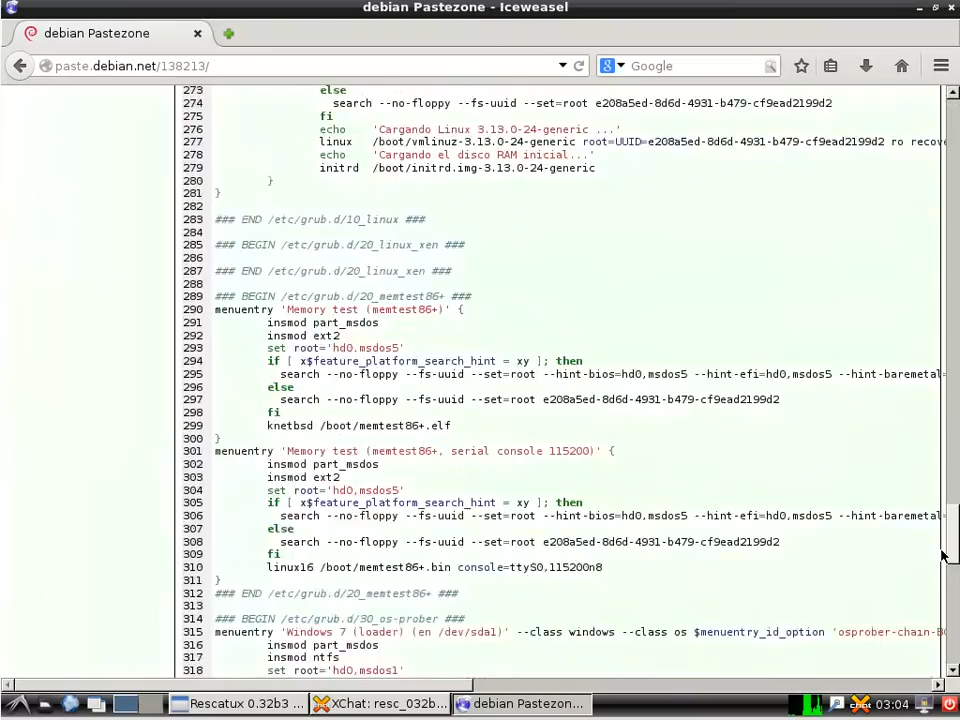 debian Pastezone - Iceweasel
debian Pastezone
paste.debian.net/138213/
Google
273 else
274 search --no-floppy --fs-uuid --set=root e208a5ed-8d6d-4931-b479-cf9ead2199d2
275 fi
276 echo 'Cargando Linux 3.13.0-24-generic ...'
277 linux /boot/vmlinuz-3.13.0-24-generic root=UUID=e208a5ed-8d6d-4931-b479-cf9ead2199d2 ro recove
278 echo 'Cargando el disco RAM inicial...'
279 initrd /boot/initrd.img-3.13.0-24-generic
280 }
281 }
282
283 ### END /etc/grub.d/10_linux ###
284
285 ### BEGIN /etc/grub.d/20_linux_xen ###
286
287 ### END /etc/grub.d/20_linux_xen ###
288
289 ### BEGIN /etc/grub.d/20_memtest86+ ###
290 menuentry 'Memory test (memtest86+)' {
291 insmod part_msdos
292 insmod ext2
293 set root='hd0,msdos5'
294 if [ x$feature_platform_search_hint = xy ]; then
295 search --no-floppy --fs-uuid --set=root --hint-bios=hd0,msdos5 --hint-efi=hd0,msdos5 --hint-baremetal=
296 else
297 search --no-floppy --fs-uuid --set=root e208a5ed-8d6d-4931-b479-cf9ead2199d2
298 fi
299 knetbsd /boot/memtest86+.elf
300 }
301 menuentry 'Memory test (memtest86+, serial console 115200)' {
302 insmod part_msdos
303 insmod ext2
304 set root='hd0,msdos5'
305 if [ x$feature_platform_search_hint = xy ]; then
306 search --no-floppy --fs-uuid --set=root --hint-bios=hd0,msdos5 --hint-efi=hd0,msdos5 --hint-baremetal=
307 else
308 search --no-floppy --fs-uuid --set=root e208a5ed-8d6d-4931-b479-cf9ead2199d2
309 fi
310 linux16 /boot/memtest86+.bin console=ttyS0,115200n8
311 }
312 ### END /etc/grub.d/20_memtest86+ ###
313
314 ### BEGIN /etc/grub.d/30_os-prober ###
315 menuentry 'Windows 7 (loader) (en /dev/sda1)' --class windows --class os $menuentry_id_option 'osprober-chain-B0
316 insmod part_msdos
317 insmod ntfs
318 set root='hd0,msdos1'
Rescatux 0.32b3 ...
XChat: resc_032b...
debian Pastezon...
chat
03:04